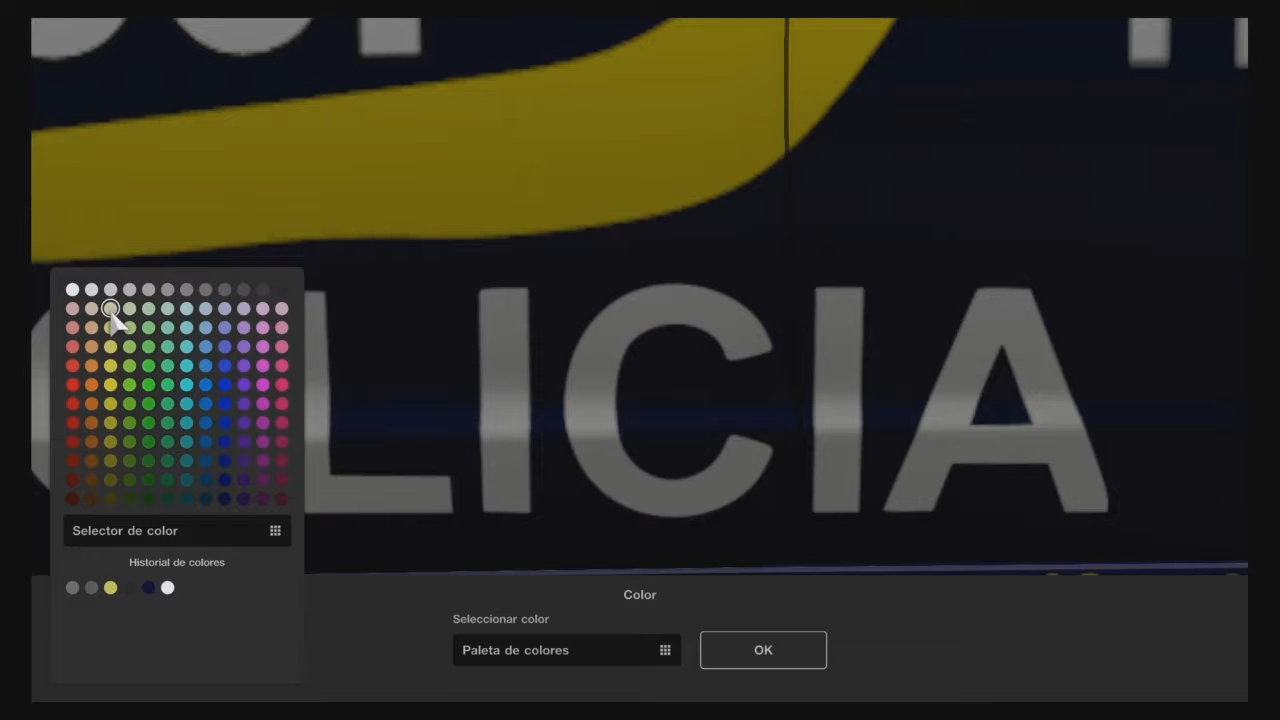 LICIA
Selector de color
Historial de colores
Color
Seleccionar color
Paleta de colores
OK